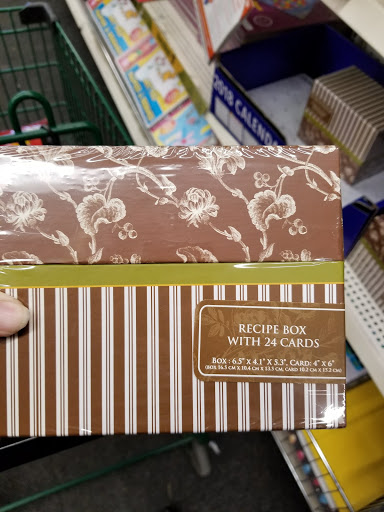 2018 CALEND
RECIPE BOX
WITH 24 CARDS
BOX : 6.5" X 4.1" X 5.3", CARD: 4" X 6"
(BOX 16.5 CM X 10.4 CM X 13.5 CM, CARD 10.2 CM X 15.2 CM)